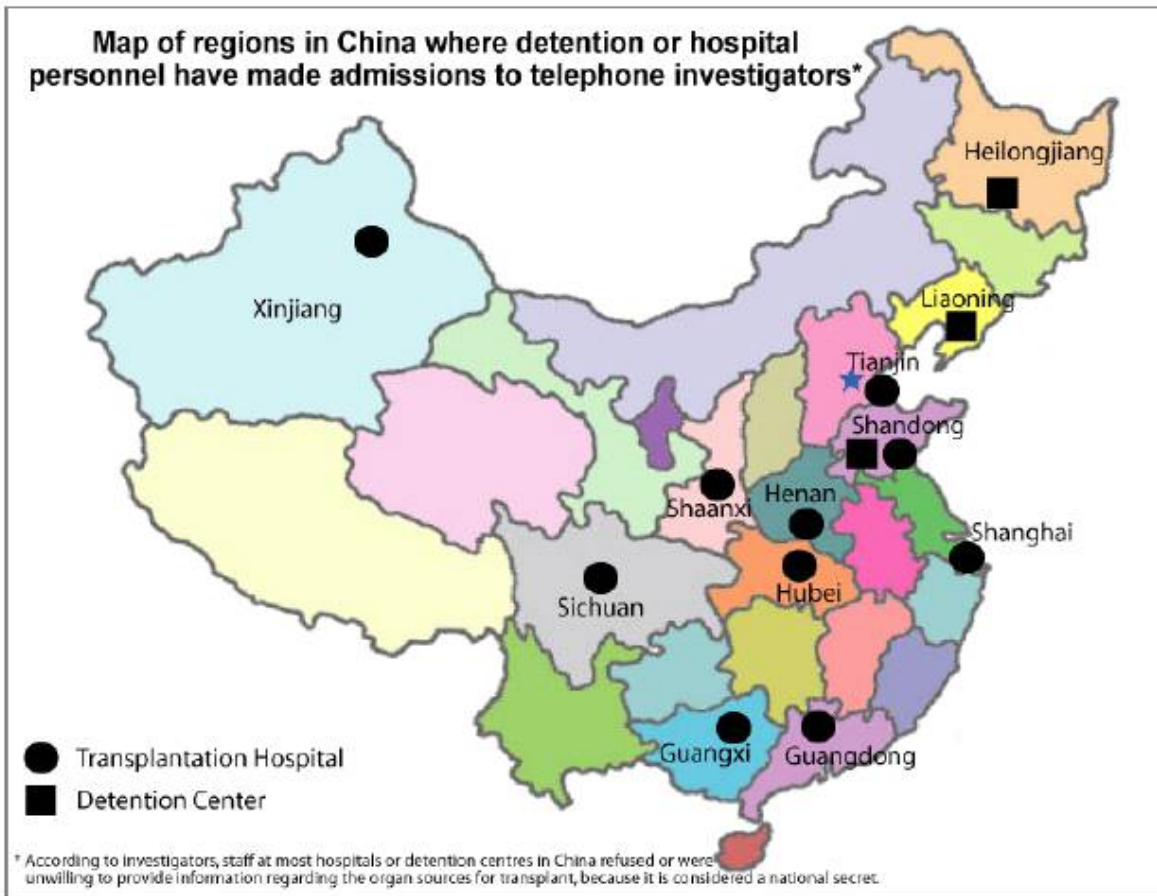 Map of regions in China where detention or hospital
personnel have made admissions to telephone investigators*
Heilongjiang
Xinjiang
Liaoning
Tianjin
Shandong
Shaanxi
Henan
Shanghai
Sichuan
Hubei
Guangxi
Guangdong
Transplantation Hospital
Detention Center
* According to investigators, staff at most hospitals or detention centres in China refused or were
unwilling to provide information regarding the organ sources for transplant, because it is considered a national secret.